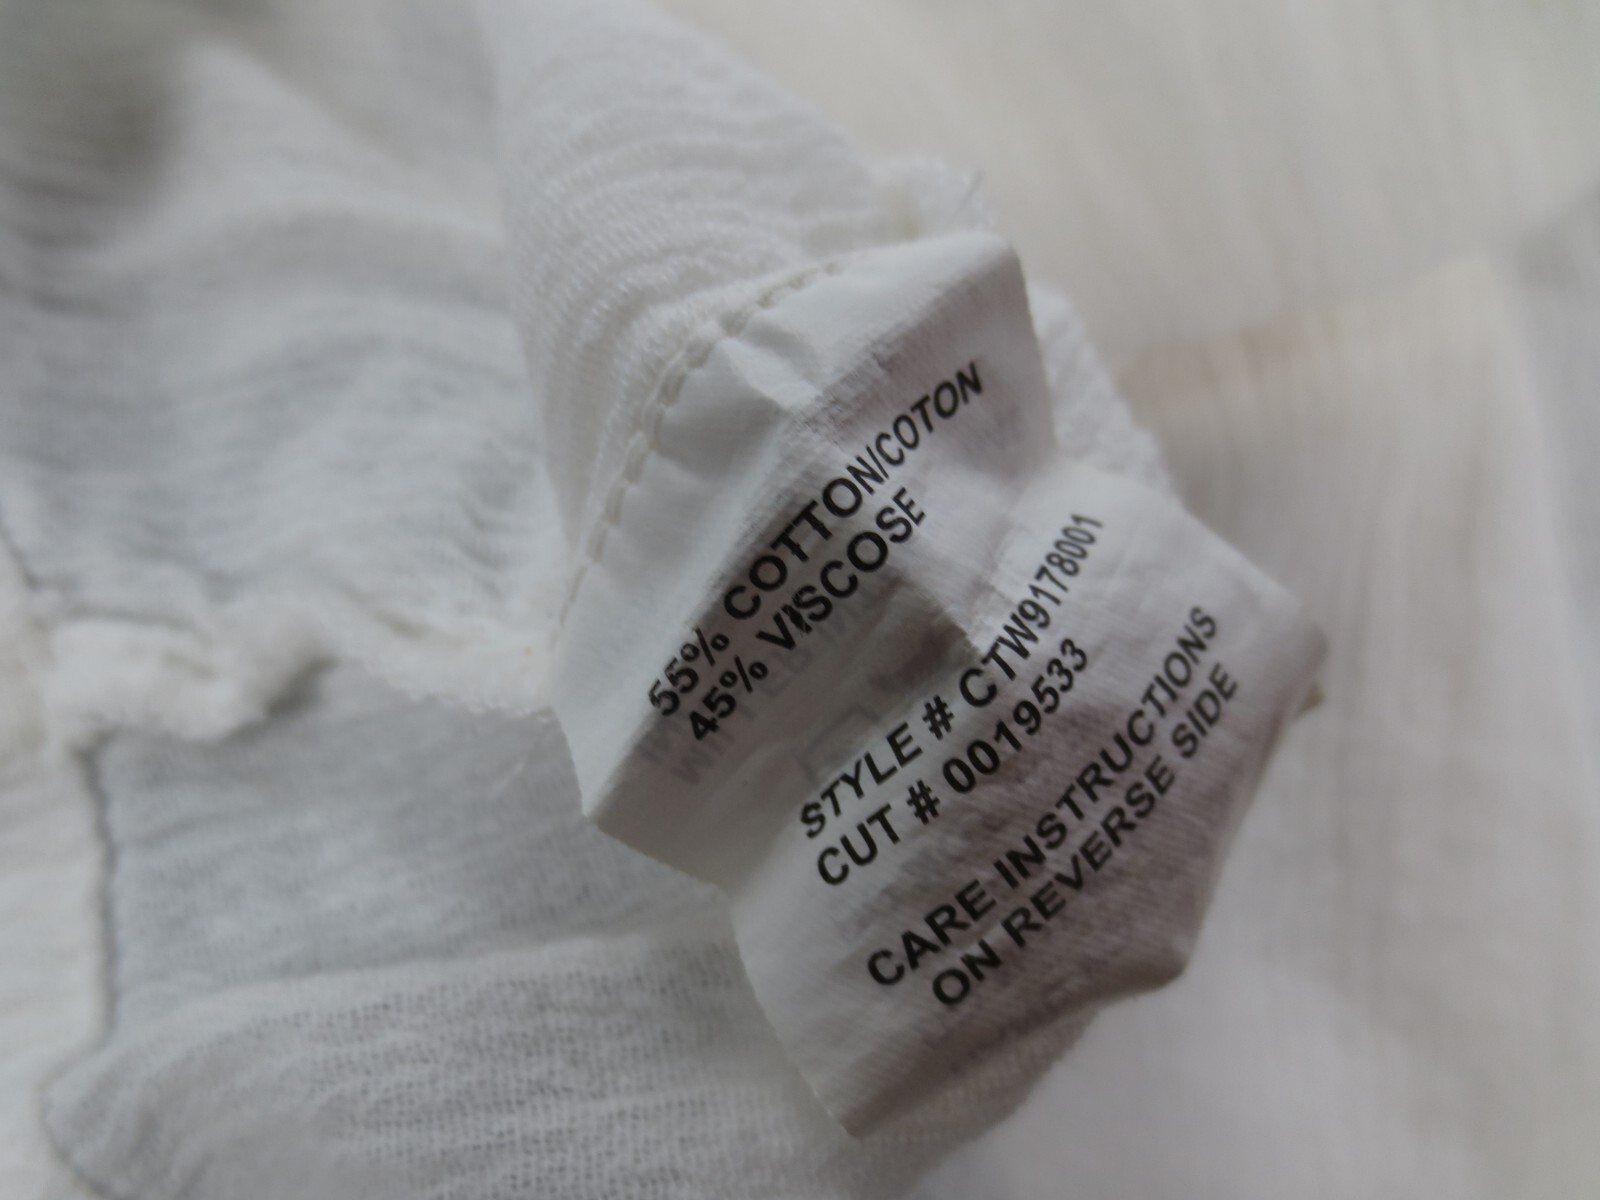 55% COTTON/COTON
45% VISCOSE
STYLE # CTW9178001
CUT # 0019533
CARE INSTRUCTIONS
ON REVERSE SIDE